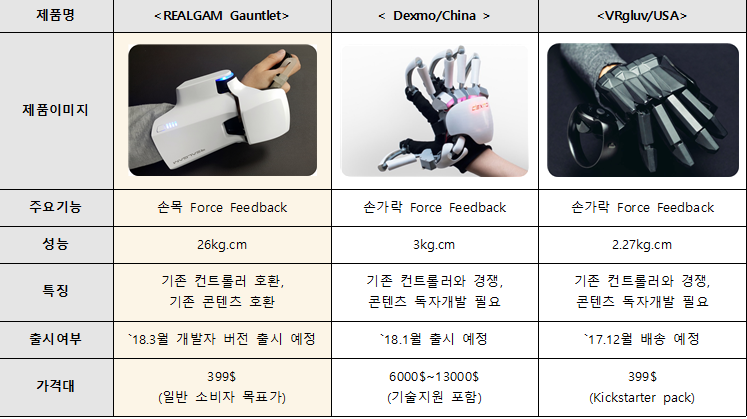 제품명 <REALGAM Gauntlet> < Dexmo/China > <VRgluv/USA>
제품이미지
주요기능 손목 Force Feedback 손가락 Force Feedback 손가락 Force Feedback
성능 26kg.cm 3kg.cm 2.27kg.cm
특징 기존 컨트롤러 호환, 기존 컨트롤러와 경쟁, 기존 컨트롤러와 경쟁,
기존 콘텐츠 호환 콘텐츠 독자개발 필요 콘텐츠 독자개발 필요
출시여부 `18.3월 개발자 버전 출시 예정 `18.1월 출시 예정 `17.12월 배송 예정
가격대 399$ 6000$~13000$ 399$
(일반 소비자 목표가) (기술지원 포함) (Kickstarter pack)